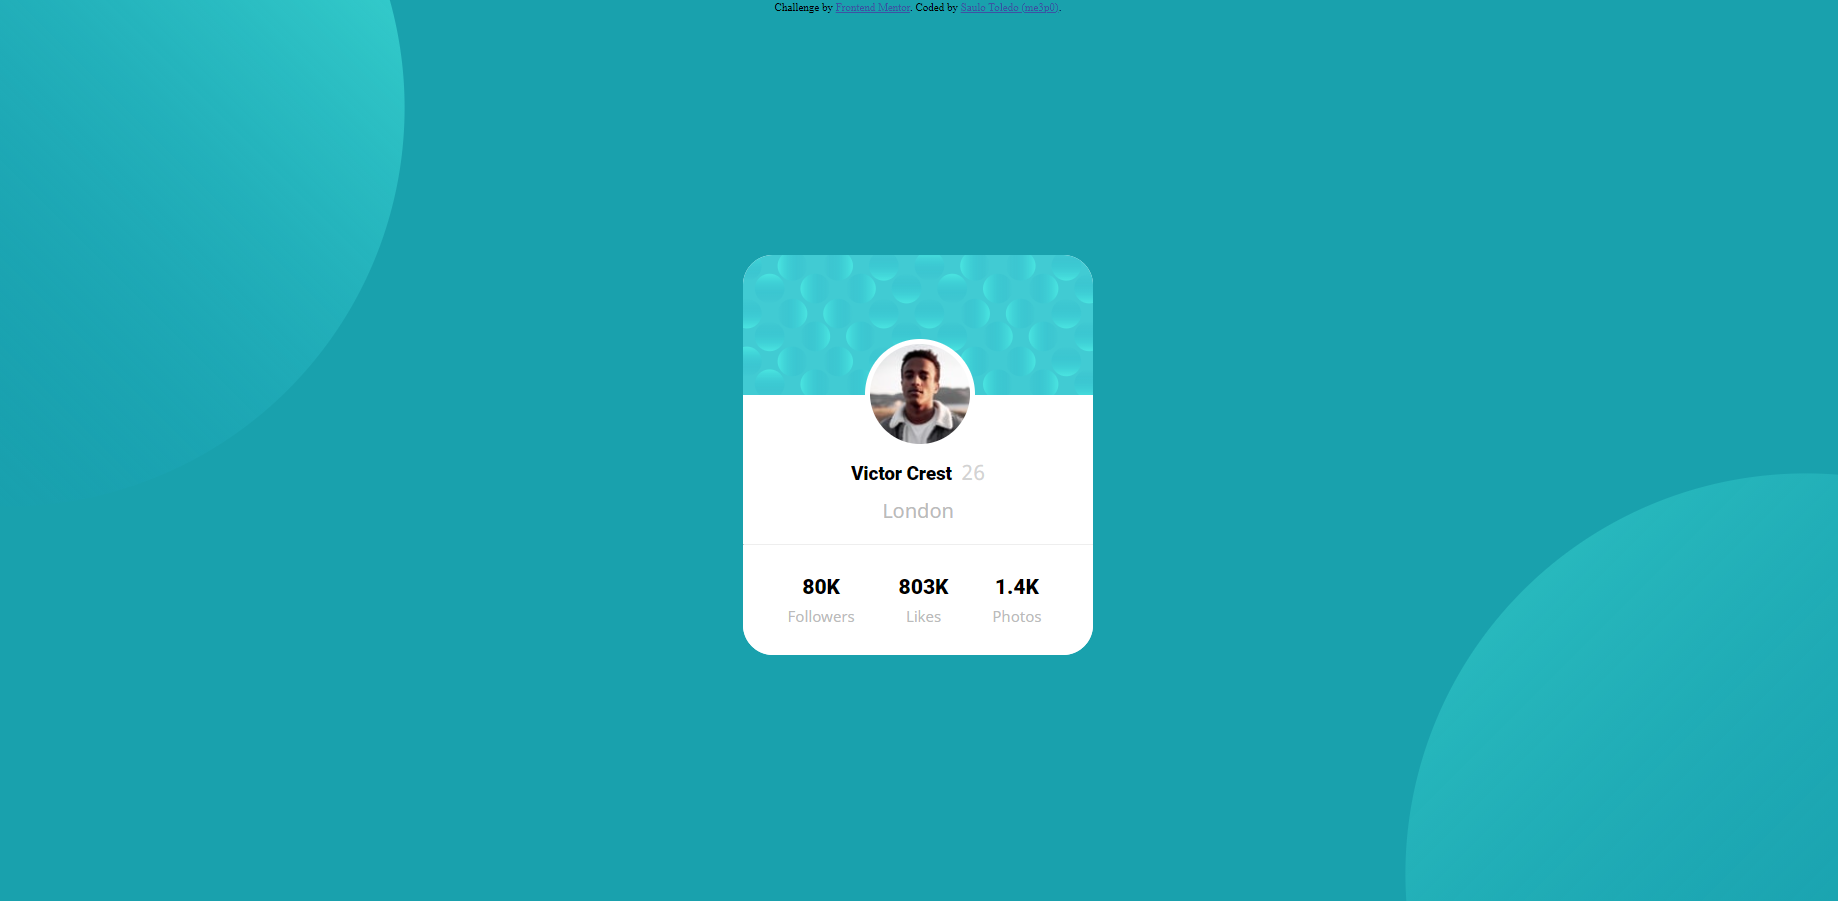 Challenge by Frontend Mentor. Coded by Saulo Toledo (me3p0).
Victor Crest 26
London
80K 803K 1.4K
Followers Likes Photos